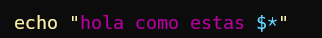 echo "hola como estas $*"